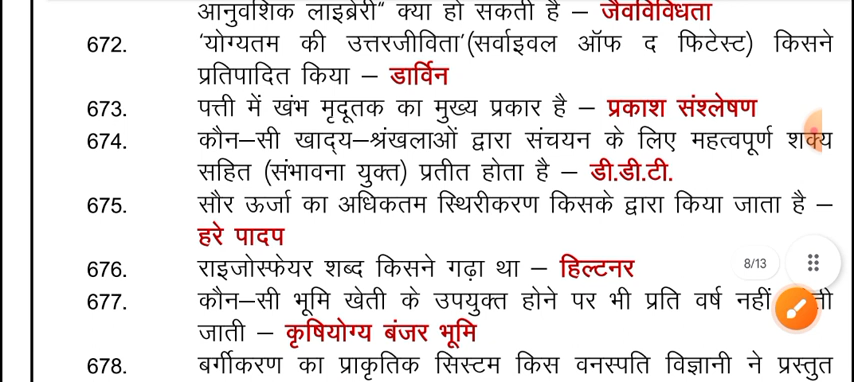 आनुवंशिक लाइब्रेरी" क्या हो सकती है – जैवविविधता
672. 'योग्यतम की उत्तरजीविता'(सर्वाइवल ऑफ द फिटेस्ट) किसने
प्रतिपादित किया – डार्विन
673. पत्ती में खंभ मृदूतक का मुख्य प्रकार है – प्रकाश संश्लेषण
674. कौन–सी खाद्य–श्रंखलाओं द्वारा संचयन के लिए महत्वपूर्ण शक्य
सहित (संभावना युक्त) प्रतीत होता है – डी.डी.टी.
675. सौर ऊर्जा का अधिकतम स्थिरीकरण किसके द्वारा किया जाता है –
हरे पादप
676. राइजोस्फेयर शब्द किसने गढ़ा था – हिल्टनर
8/13
677. कौन–सी भूमि खेती के उपयुक्त होने पर भी प्रति वर्ष नहीं
जाती – कृषियोग्य बंजर भूमि
678. बर्गीकरण का प्राकृतिक सिस्टम किस वनस्पति विज्ञानी ने प्रस्तुत